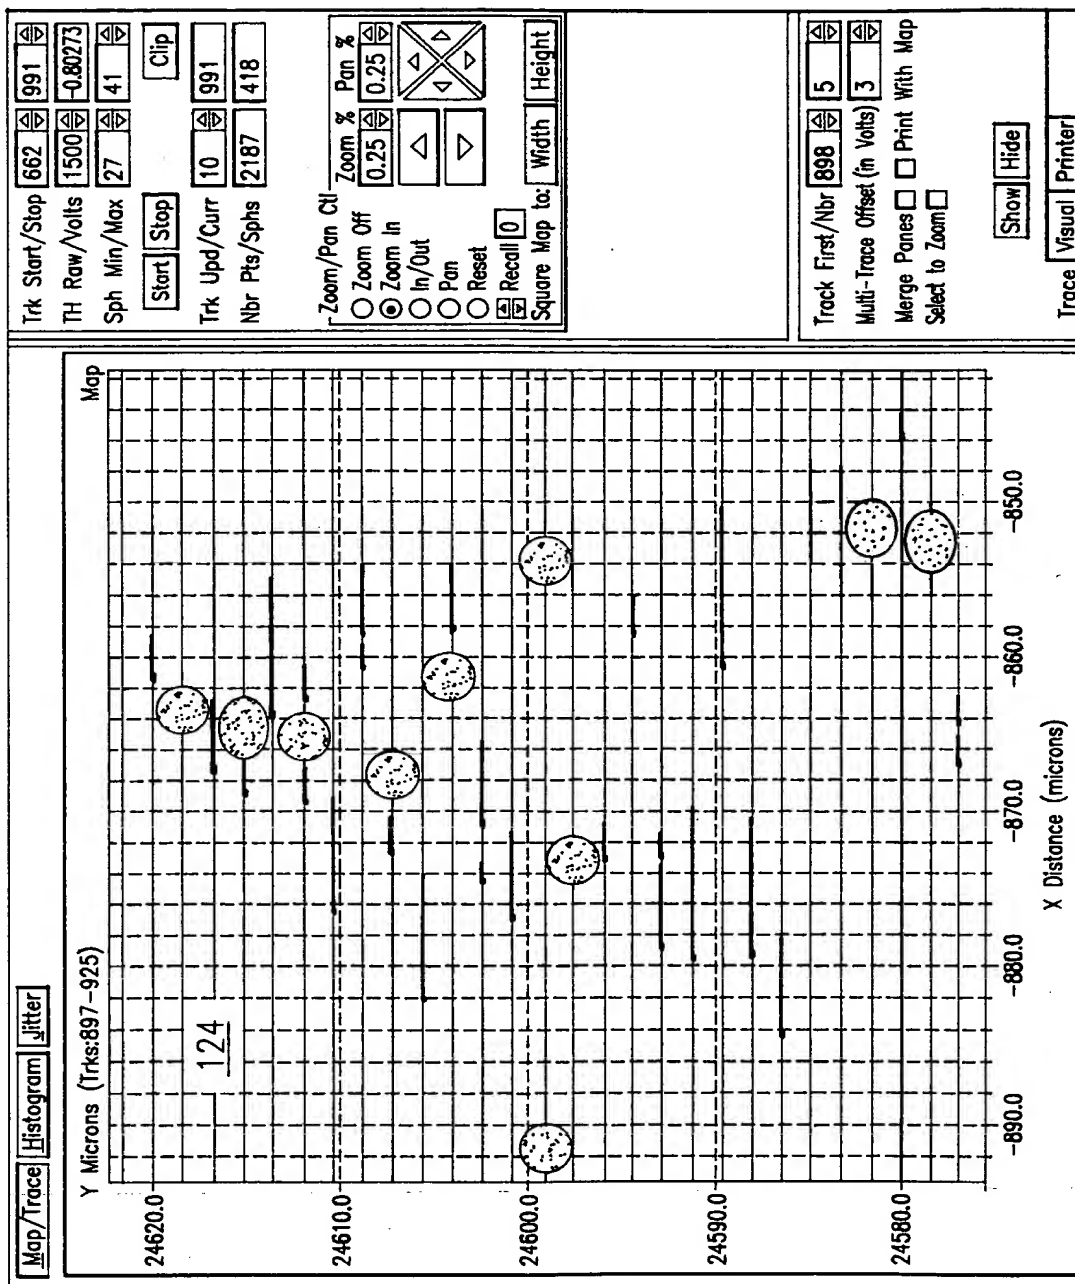 Map/Trace Histogram Jitter
Y Microns (Trks:897-925) Map
24620.0
24610.0
24600.0
24590.0
24580.0
124
-890.0 -880.0 -870.0 -860.0 -850.0
X Distance (microns)
Trk Start/Stop 662 991
TH Raw/Volts 1500 -0.80273
Sph Min/Max 27 41
Start Stop Clip
Trk Upd/Curr 10 991
Nbr Pts/Sphs 2187 418
Zoom/Pan Ctl Zoom % Pan %
Zoom Off 0.25 0.25
Zoom In
In/Out
Pan
Reset
Recall 0
Square Map to: Width Height
Track First/Nbr 898 5
Multi-Trace Offset (in Volts) 3
Merge Panes Print With Map
Select to Zoom
Show Hide
Trace Visual Printer